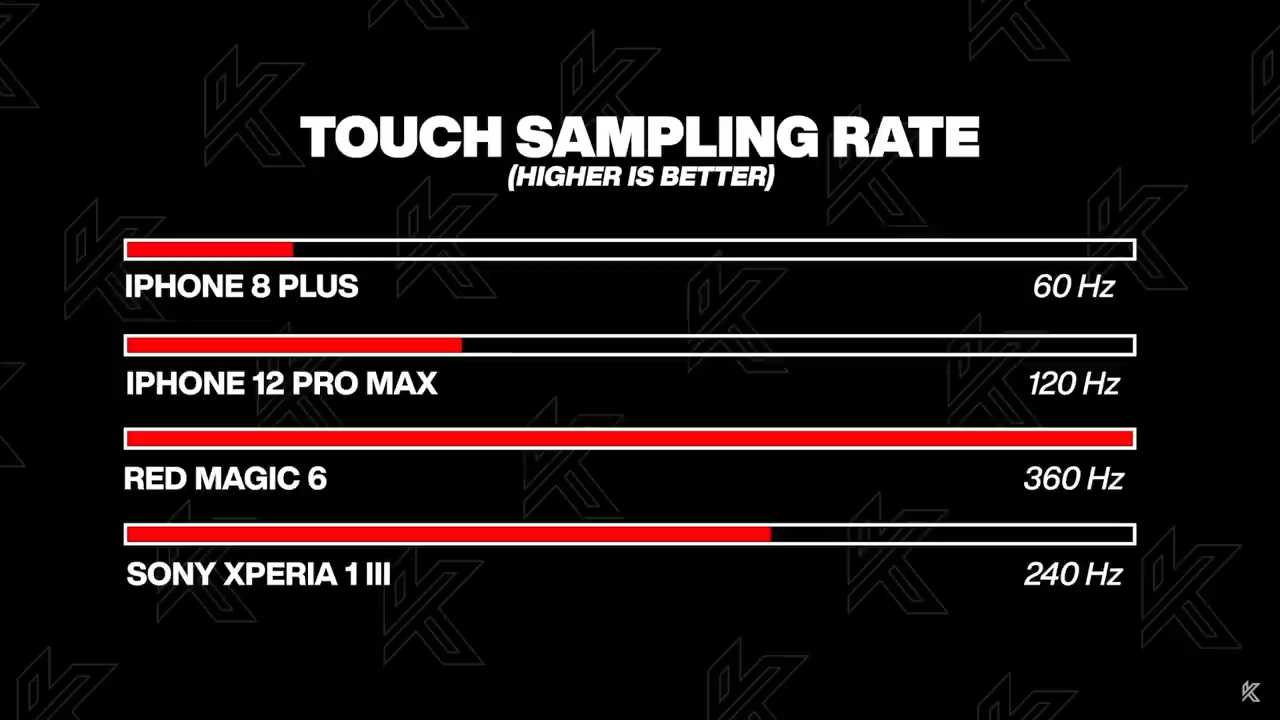 TOUCH SAMPLING RATE
(HIGHER IS BETTER)
IPHONE 8 PLUS 60 Hz
IPHONE 12 PRO MAX 120 Hz
RED MAGIC 6 360 Hz
SONY XPERIA 1 III 240 Hz